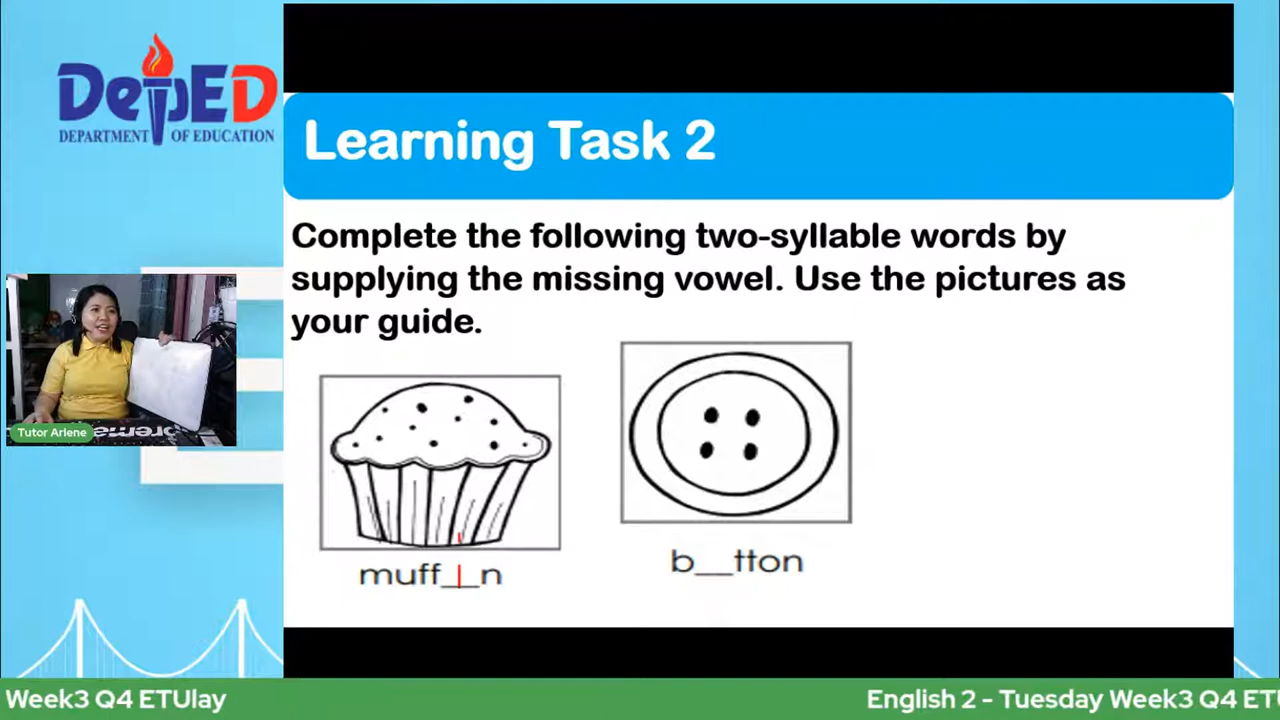 DepED
DEPARTMENT OF EDUCATION
Learning Task 2
Complete the following two-syllable words by
supplying the missing vowel. Use the pictures as
your guide.
muff_i_n
b__tton
Tutor Arlene
Week3 Q4 ETUlay
English 2 - Tuesday Week3 Q4 ETU